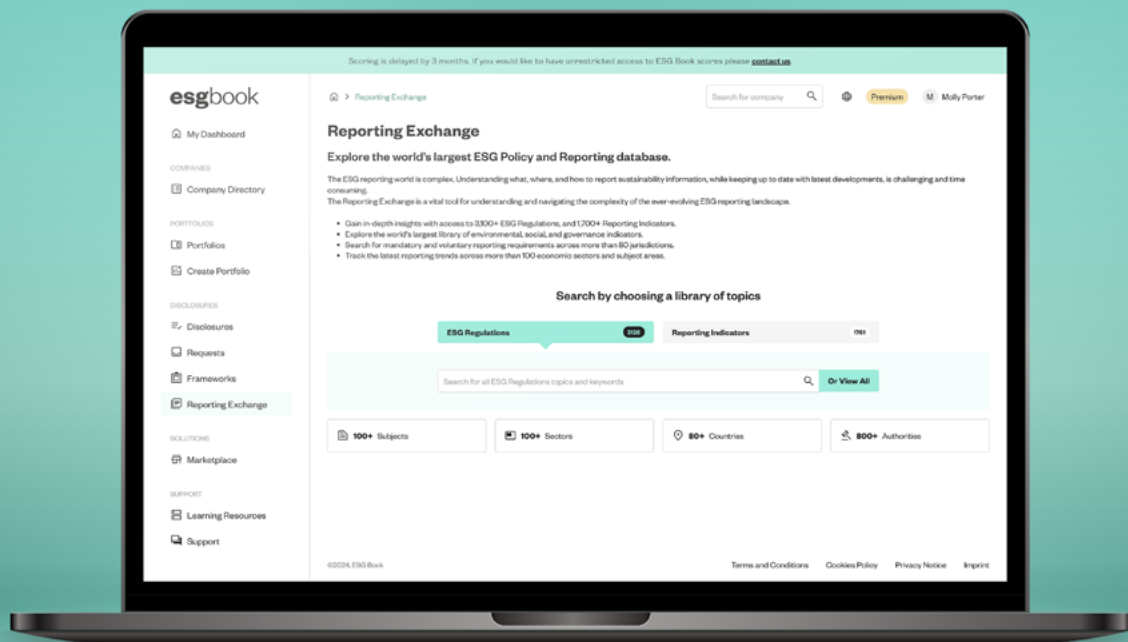 Scoring is delayed by 3 months. If you would like to have unrestricted access to ESG Book scores please contact us.
esgbook
Reporting Exchange
Search for company
Premium
M
Molly Porter
My Dashboard
COMPANIES
Company Directory
PORTFOLIOS
Portfolios
Create Portfolio
DISCLOSURES
Disclosures
Requests
Frameworks
Reporting Exchange
SOLUTIONS
Marketplace
SUPPORT
Learning Resources
Support
Reporting Exchange
Explore the world's largest ESG Policy and Reporting database.
The ESG reporting world is complex. Understanding what, where, and how to report sustainability information, while keeping up to date with latest developments, is challenging and time
consuming.
The Reporting Exchange is a vital tool for understanding and navigating the complexity of the ever-evolving ESG reporting landscape.
• Gain in-depth insights with access to 3,100+ ESG Regulations, and 1,700+ Reporting Indicators.
• Explore the world's largest library of environmental, social, and governance indicators.
• Search for mandatory and voluntary reporting requirements across more than 80 jurisdictions.
• Track the latest reporting trends across more than 100 economic sectors and subject areas.
Search by choosing a library of topics
ESG Regulations
Reporting Indicators
1761
Search for all ESG Regulations topics and keywords
Or View All
100+ Subjects
100+ Sectors
80+ Countries
800+ Authorities
©2024, ESG Book
Terms and Conditions
Cookies Policy
Privacy Notice
Imprint